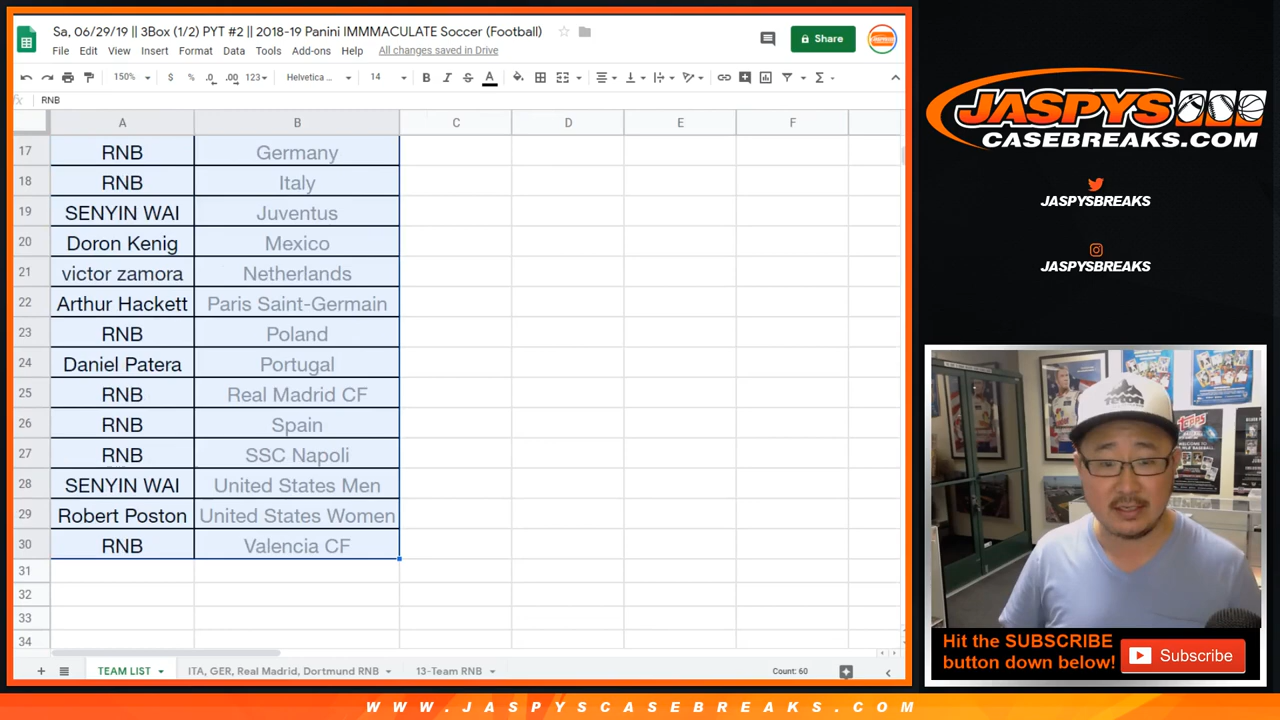 Sa, 06/29/19 || 3Box (1/2) PYT #2 || 2018-19 Panini IMMMACULATE Soccer (Football)
File Edit View Insert Format Data Tools Add-ons Help All changes saved in Drive
Share
150% $ % .0 .00 123 Helvetica ... 14 B I S A
fx RNB
A B C D E F
17 RNB Germany
18 RNB Italy
19 SENYIN WAI Juventus
20 Doron Kenig Mexico
21 victor zamora Netherlands
22 Arthur Hackett Paris Saint-Germain
23 RNB Poland
24 Daniel Patera Portugal
25 RNB Real Madrid CF
26 RNB Spain
27 RNB SSC Napoli
28 SENYIN WAI United States Men
29 Robert Poston United States Women
30 RNB Valencia CF
31
32
33
34
+ TEAM LIST ITA, GER, Real Madrid, Dortmund RNB 13-Team RNB Count: 60
JASPYS
CASEBREAKS.COM
JASPYSBREAKS
JASPYSBREAKS
teton
TOPPS
Hit the SUBSCRIBE
button down below!
Subscribe
WWW.JASPYSCASEBREAKS.COM